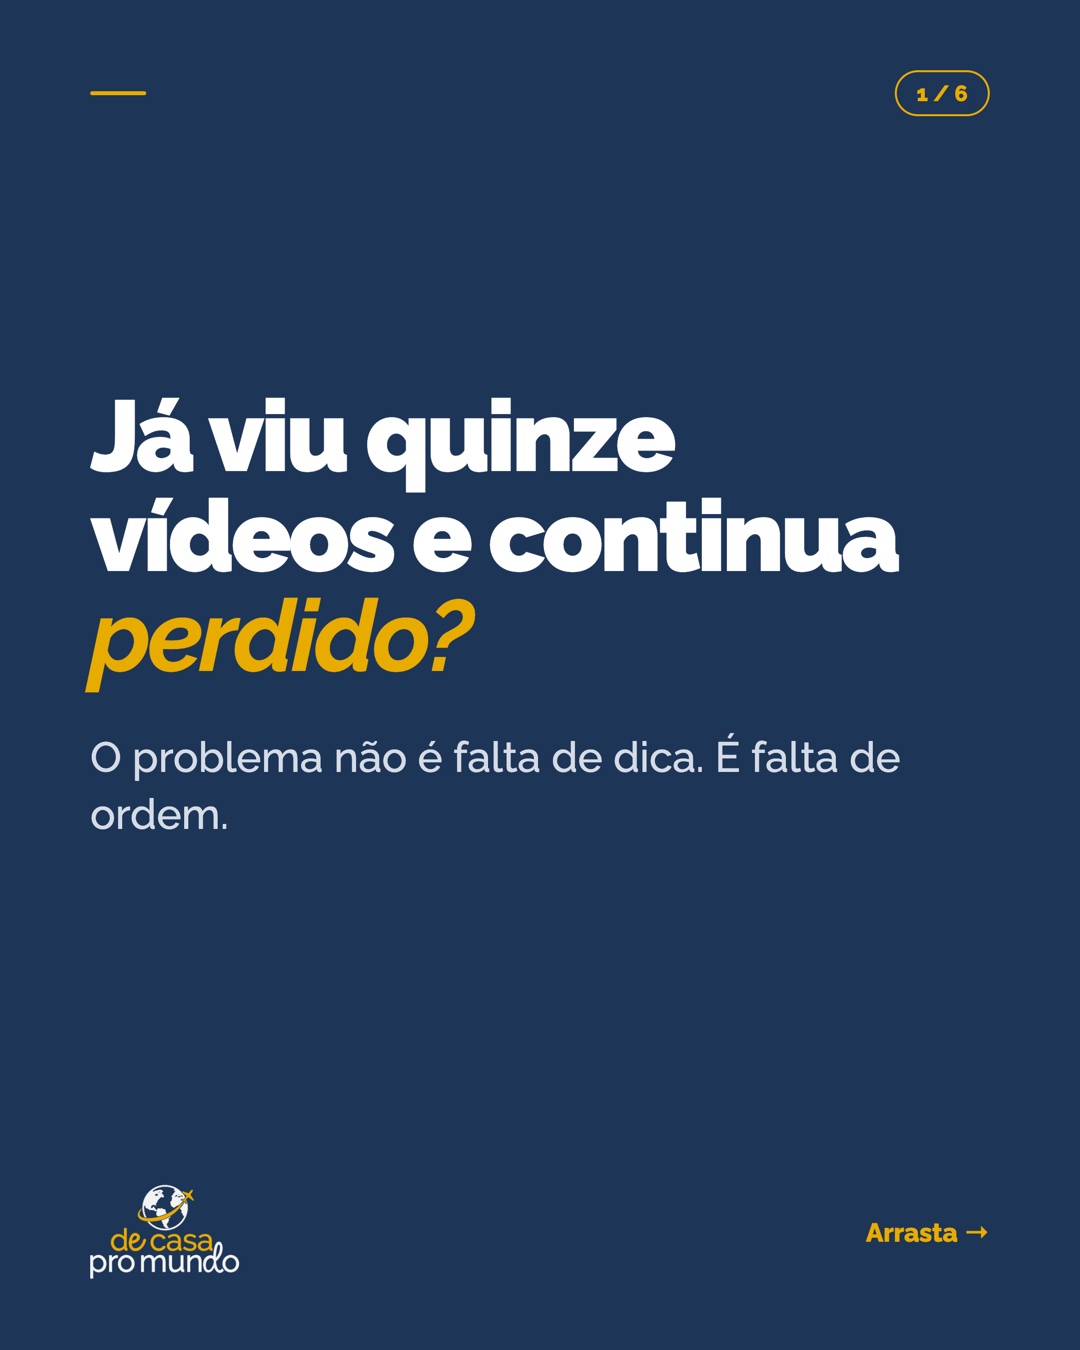 1 / 6
Já viu quinze
vídeos e continua
perdido?
O problema não é falta de dica. É falta de
ordem.
de casa
pro mundo
Arrasta →